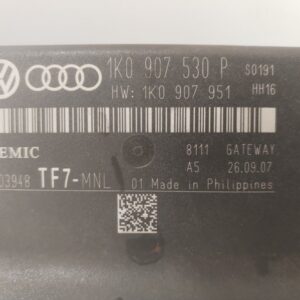 1K0 907 530 P S0191
HW: 1K0 907 951 HH16
EMIC 8111 GATEWAY
A5 26.09.07
03948 TF7-MNL 01 Made in Philippines